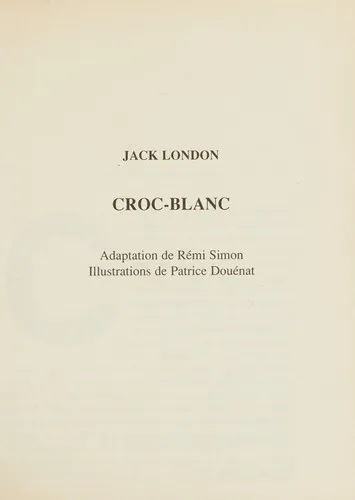 JACK LONDON
CROC-BLANC
Adaptation de Rémi Simon
Illustrations de Patrice Douénat